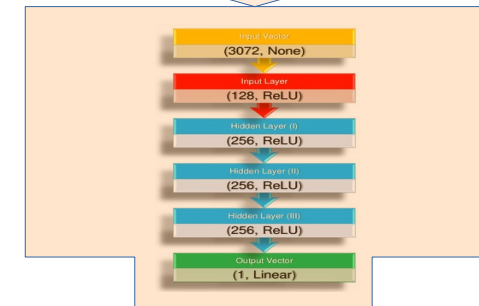 Input Vector
(3072, None)
Input Layer
(128, ReLU)
Hidden Layer (I)
(256, ReLU)
Hidden Layer (II)
(256, ReLU)
Hidden Layer (III)
(256, ReLU)
Output Vector
(1, Linear)